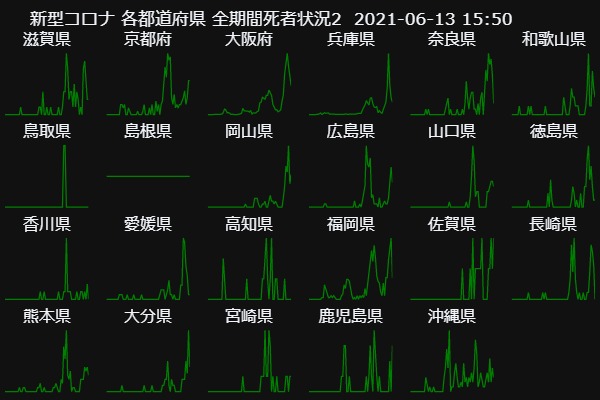 新型コロナ 各都道府県 全期間死者状況2 2021-06-13 15:50
滋賀県 京都府 大阪府 兵庫県 奈良県 和歌山県
鳥取県 島根県 岡山県 広島県 山口県 徳島県
香川県 愛媛県 高知県 福岡県 佐賀県 長崎県
熊本県 大分県 宮崎県 鹿児島県 沖縄県